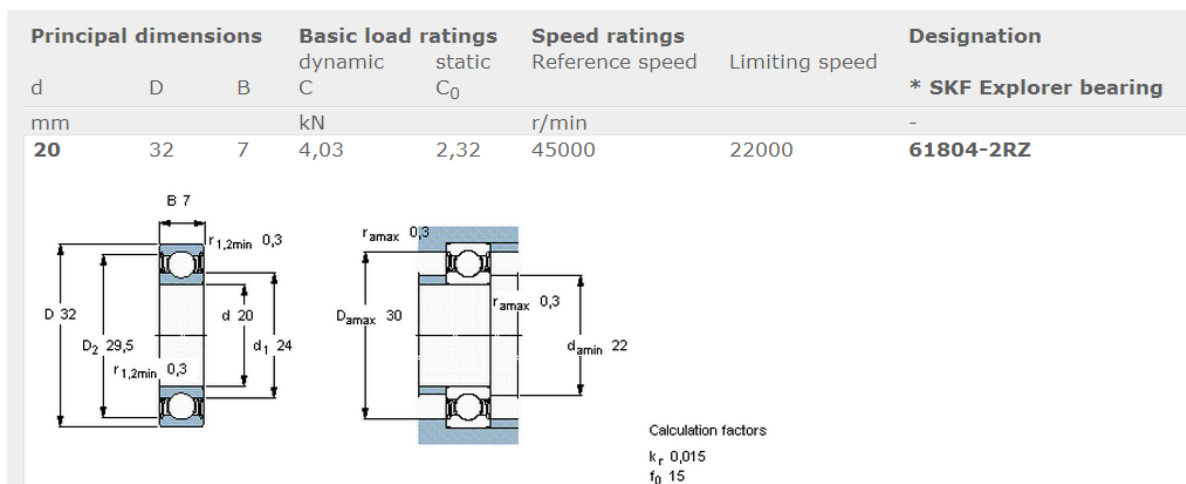 Principal dimensions Basic load ratings Speed ratings Designation
dynamic static Reference speed Limiting speed
d D B C C0 * SKF Explorer bearing
mm kN r/min -
20 32 7 4,03 2,32 45000 22000 61804-2RZ
B 7
r1,2min 0,3
D 32
D2 29,5
d 20
d1 24
r1,2min 0,3
ramax 0,3
Damax 30
ramax 0,3
damin 22
Calculation factors
kr 0,015
f0 15